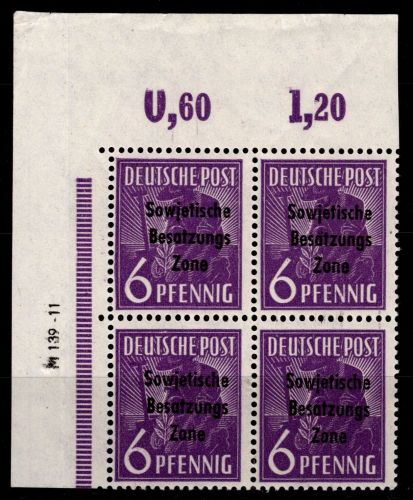 0,60 1,20
DEUTSCHE POST DEUTSCHE POST
Sowjetische Sowjetische
Besatzungs Besatzungs
Zone Zone
6 PFENNIG 6 PFENNIG
139 -11
DEUTSCHE POST DEUTSCHE POST
Sowjetische Sowjetische
Besatzungs Besatzungs
Zone Zone
6 PFENNIG 6 PFENNIG